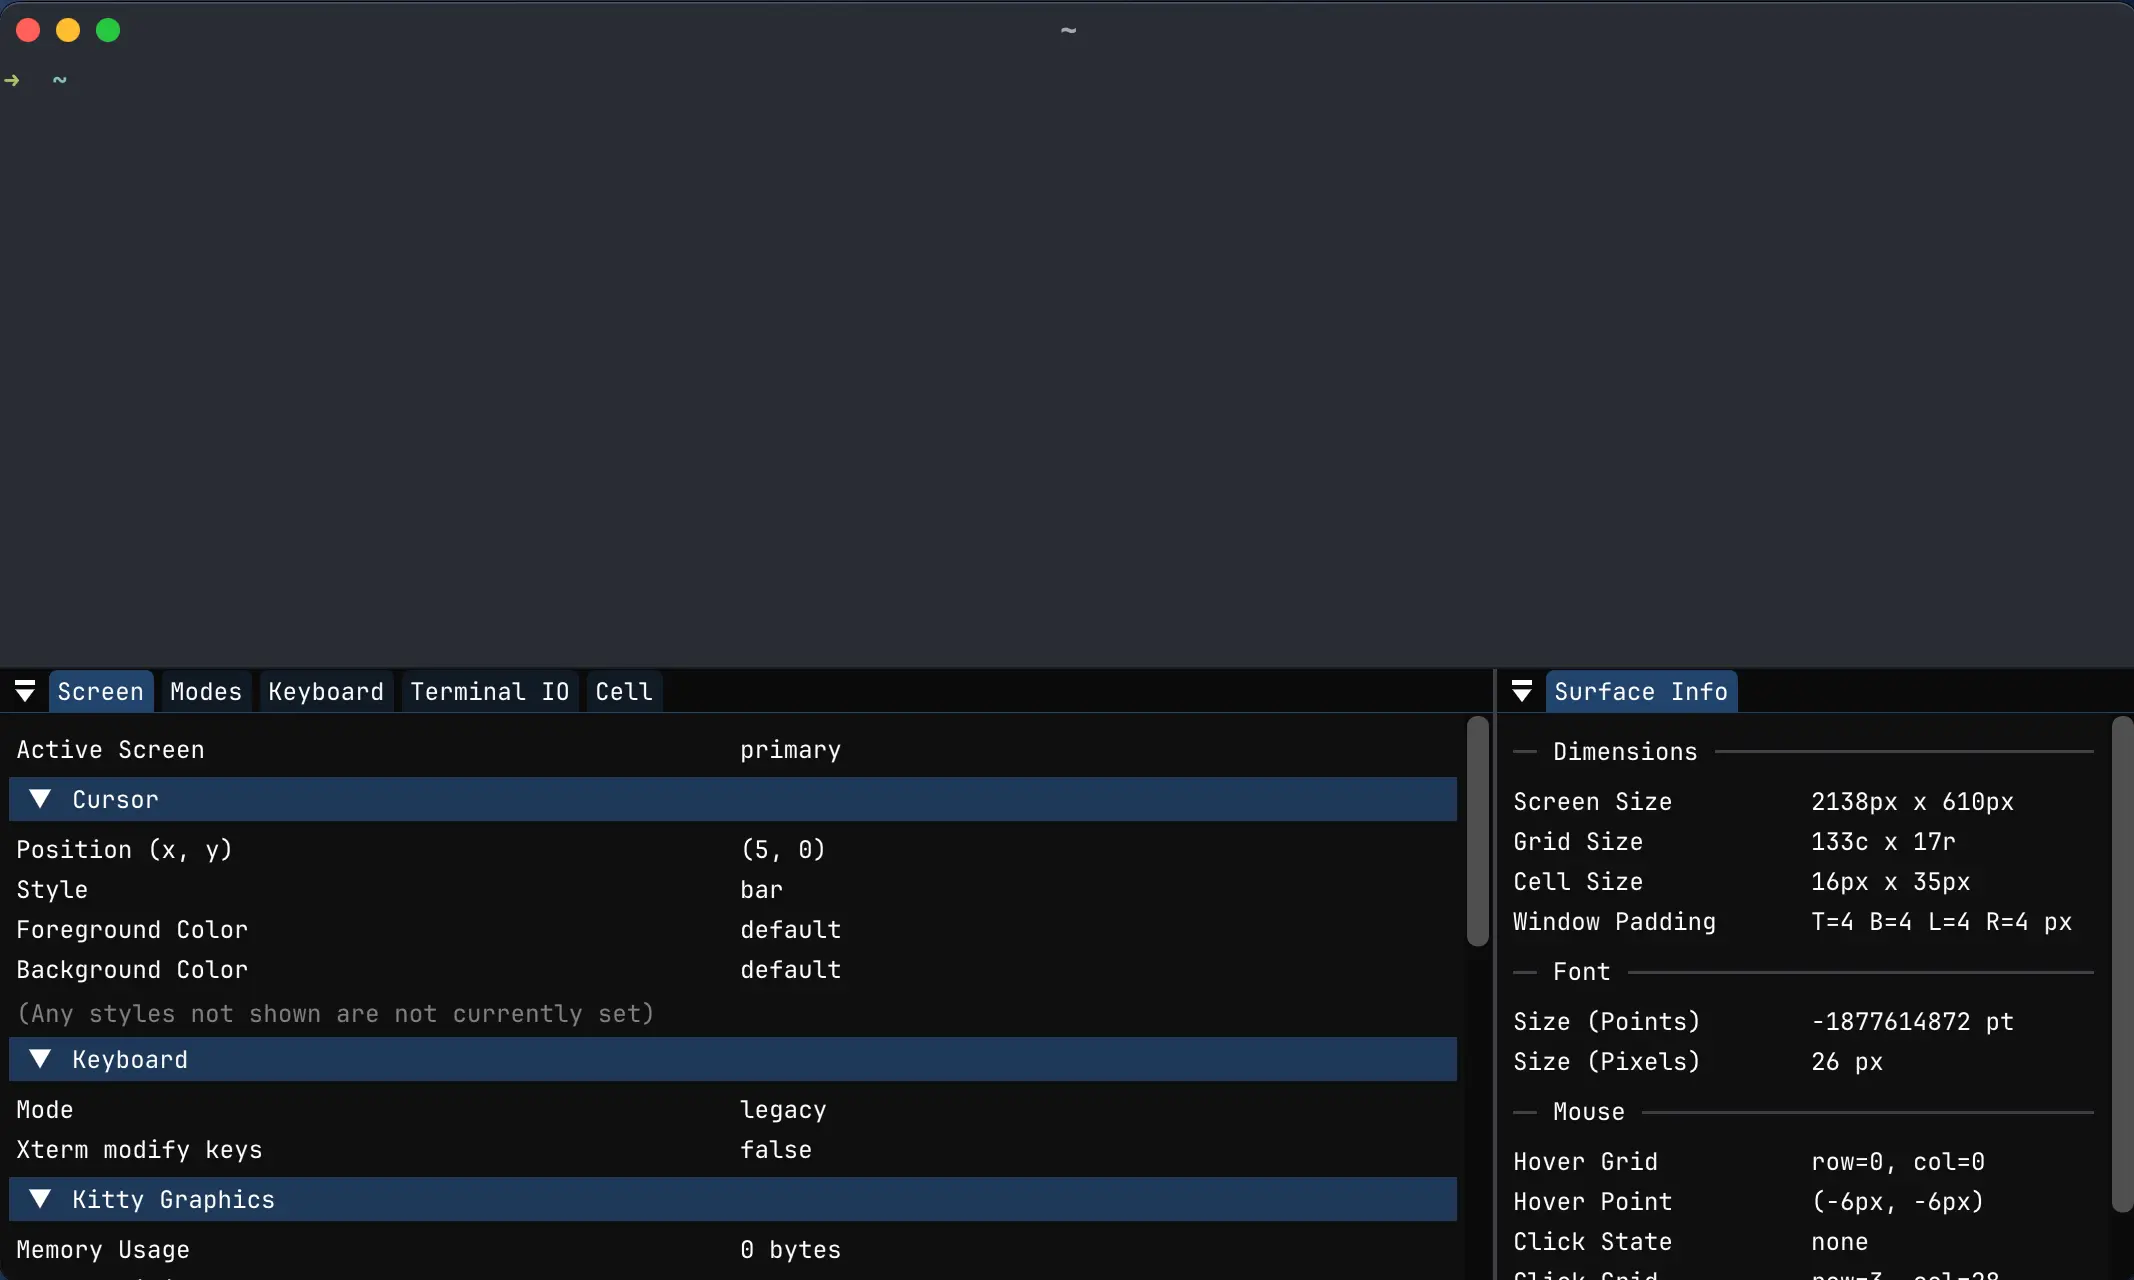 ~
➜ ~
Screen Modes Keyboard Terminal IO Cell
Active Screen primary
Cursor
Position (x, y) (5, 0)
Style bar
Foreground Color default
Background Color default
(Any styles not shown are not currently set)
Keyboard
Mode legacy
Xterm modify keys false
Kitty Graphics
Memory Usage 0 bytes
Surface Info
Dimensions
Screen Size 2138px x 610px
Grid Size 133c x 17r
Cell Size 16px x 35px
Window Padding T=4 B=4 L=4 R=4 px
Font
Size (Points) -1877614872 pt
Size (Pixels) 26 px
Mouse
Hover Grid row=0, col=0
Hover Point (-6px, -6px)
Click State none
Click Grid row=3, col=28